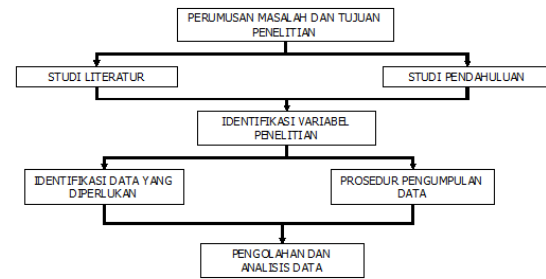 PERUMUSAN MASALAH DAN TUJUAN
PENELITIAN
STUDI LITERATUR
STUDI PENDAHULUAN
IDENTIFIKASI VARIABEL
PENELITIAN
IDENTIFIKASI DATA YANG
DIPERLUKAN
PROSEDUR PENGUMPULAN
DATA
PENGOLAHAN DAN
ANALISIS DATA